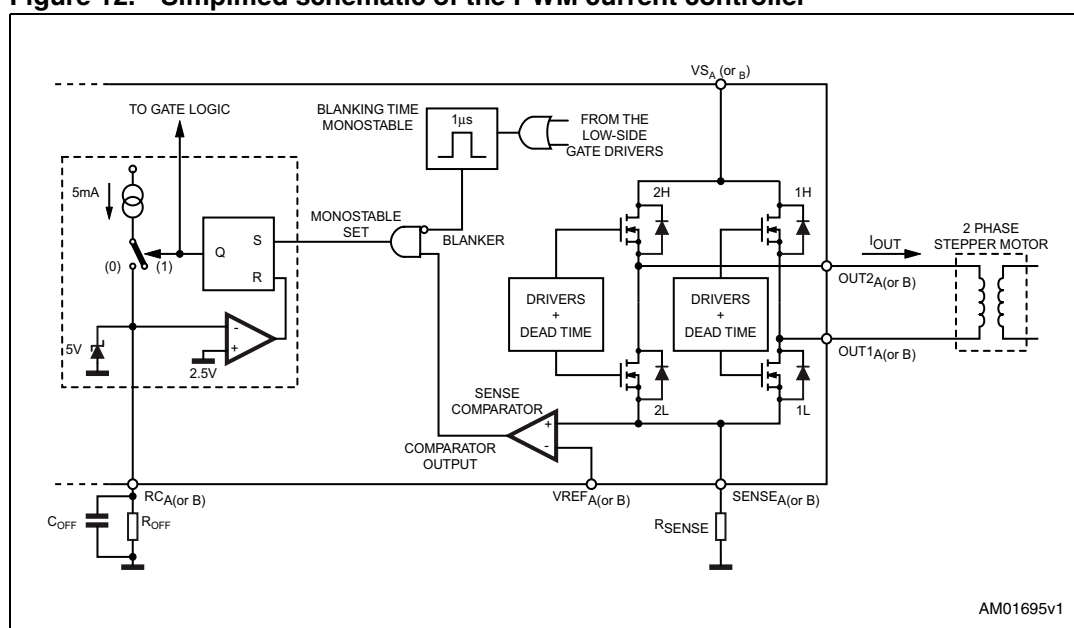 Figure 12. Simplified schematic of the PWM current controller
VSA (or B)
TO GATE LOGIC
BLANKING TIME
MONOSTABLE
1μs
FROM THE
LOW-SIDE
GATE DRIVERS
5mA
2H
1H
MONOSTABLE
SET
BLANKER
IOUT
2 PHASE
STEPPER MOTOR
(0)
(1)
Q
S
R
OUT2A(or B)
DRIVERS
+
DEAD TIME
DRIVERS
+
DEAD TIME
5V
-
+
2.5V
OUT1A(or B)
SENSE
COMPARATOR
2L
1L
+
-
COMPARATOR
OUTPUT
RCA(or B)
VREFA(or B)
SENSEA(or B)
COFF
ROFF
RSENSE
AM01695v1